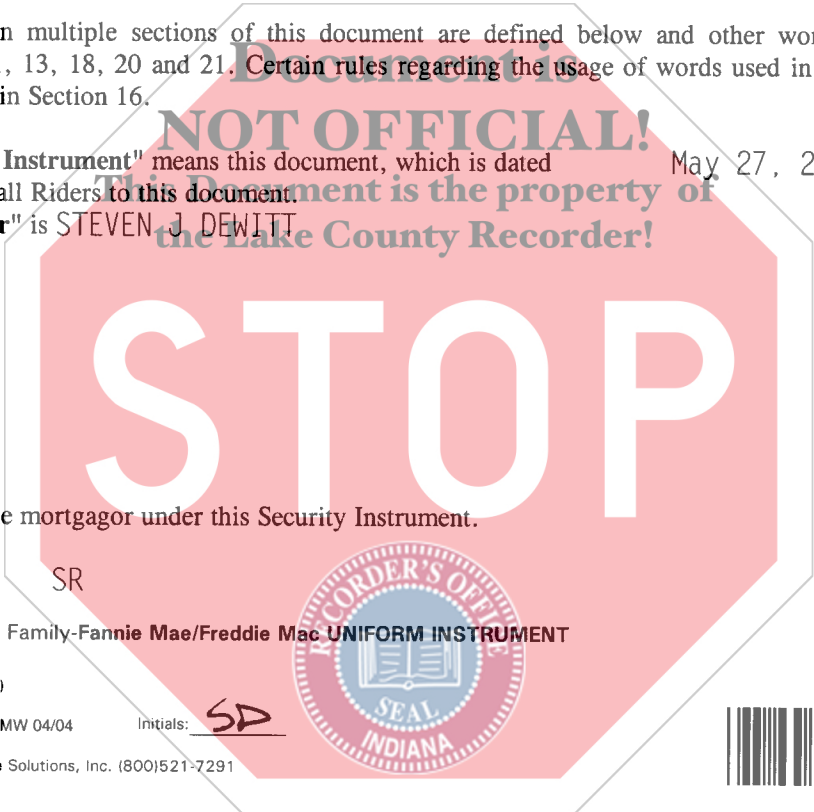 n multiple sections of this document are defined below and other wor
, 13, 18, 20 and 21. Certain rules regarding the usage of words used in
in Section 16.
Document is
NOT OFFICIAL!
This Document is the property of
the Lake County Recorder!
Instrument" means this document, which is dated May 27, 2
all Riders to this document.
r" is STEVEN J DEWITT
STOP
e mortgagor under this Security Instrument.
SR
Family-Fannie Mae/Freddie Mac UNIFORM INSTRUMENT
)
MW 04/04 Initials: SD
e Solutions, Inc. (800)521-7291
RECORDER'S OFFICE
SEAL
INDIANA